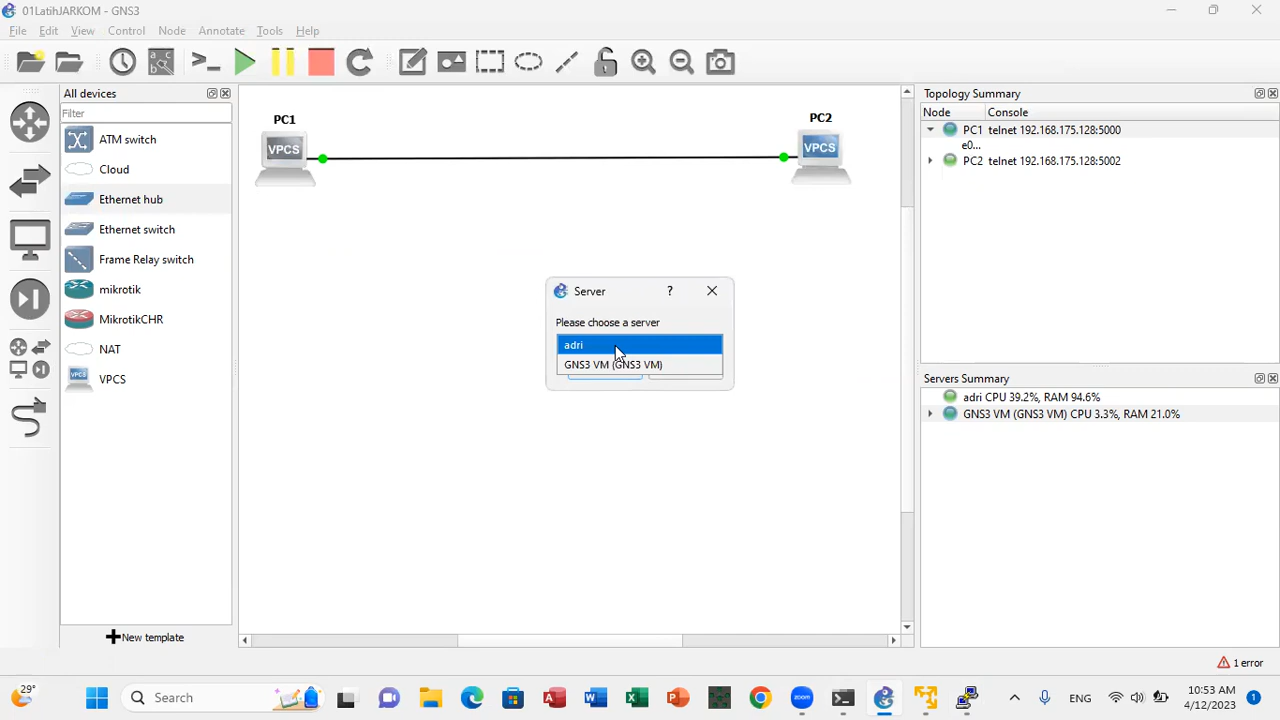 01LatihJARKOM - GNS3
File Edit View Control Node Annotate Tools Help
All devices
Filter
ATM switch
Cloud
Ethernet hub
Ethernet switch
Frame Relay switch
mikrotik
MikrotikCHR
NAT
VPCS
New template
PC1
VPCS
PC2
VPCS
Server
?
Please choose a server
adri
GNS3 VM (GNS3 VM)
Topology Summary
Node Console
PC1 telnet 192.168.175.128:5000
e0...
PC2 telnet 192.168.175.128:5002
Servers Summary
adri CPU 39.2%, RAM 94.6%
GNS3 VM (GNS3 VM) CPU 3.3%, RAM 21.0%
1 error
29°
Search
ENG
10:53 AM
4/12/2023
1